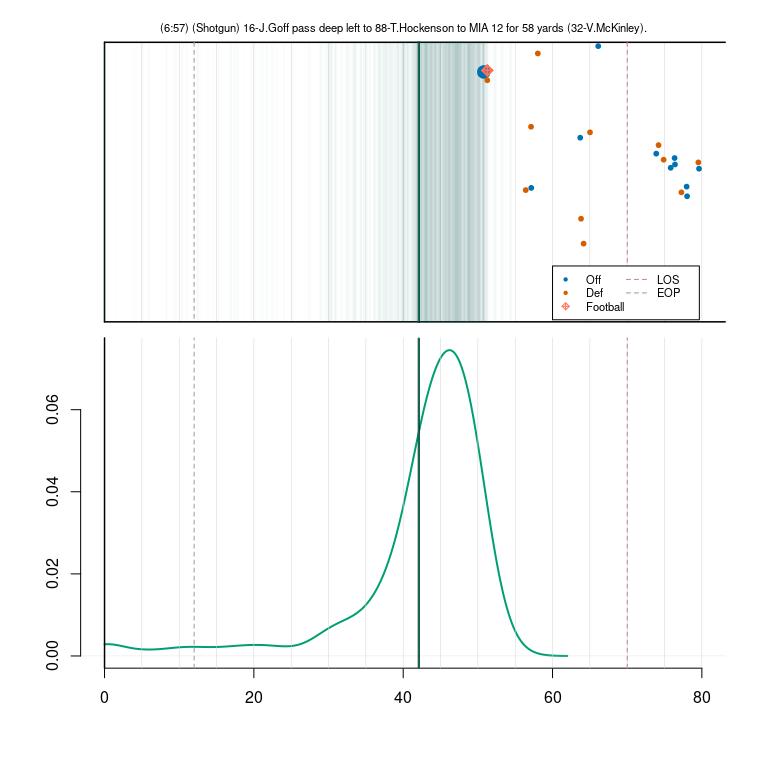 (6:57) (Shotgun) 16-J.Goff pass deep left to 88-T.Hockenson to MIA 12 for 58 yards (32-V.McKinley).
Off LOS
Def EOP
Football
0.06
0.04
0.02
0.00
0 20 40 60 80